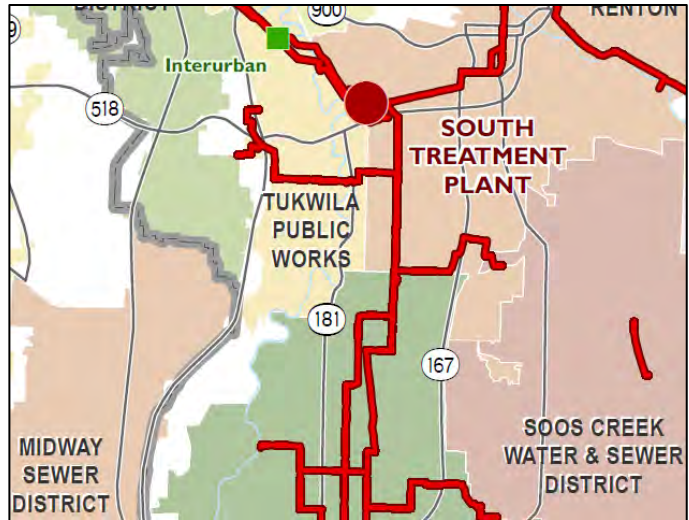 DISTRICT
900
RENTON
Interurban
518
SOUTH
TREATMENT
PLANT
TUKWILA
PUBLIC
WORKS
181
167
MIDWAY
SEWER
DISTRICT
SOOS CREEK
WATER & SEWER
DISTRICT